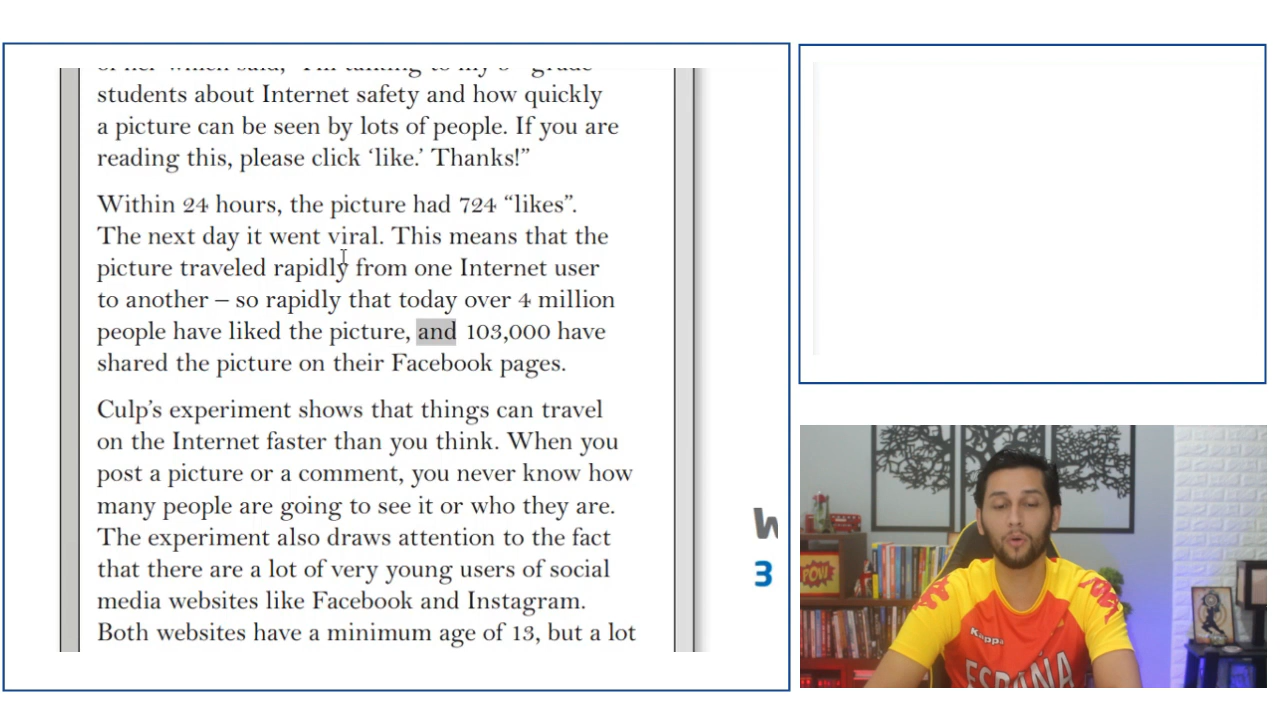 students about Internet safety and how quickly
a picture can be seen by lots of people. If you are
reading this, please click ‘like.’ Thanks!”
Within 24 hours, the picture had 724 “likes”.
The next day it went viral. This means that the
picture traveled rapidly from one Internet user
to another – so rapidly that today over 4 million
people have liked the picture, and 103,000 have
shared the picture on their Facebook pages.
Culp’s experiment shows that things can travel
on the Internet faster than you think. When you
post a picture or a comment, you never know how
many people are going to see it or who they are.
The experiment also draws attention to the fact
that there are a lot of very young users of social
media websites like Facebook and Instagram.
Both websites have a minimum age of 13, but a lot
3
POW
Kappa
ESPAÑA